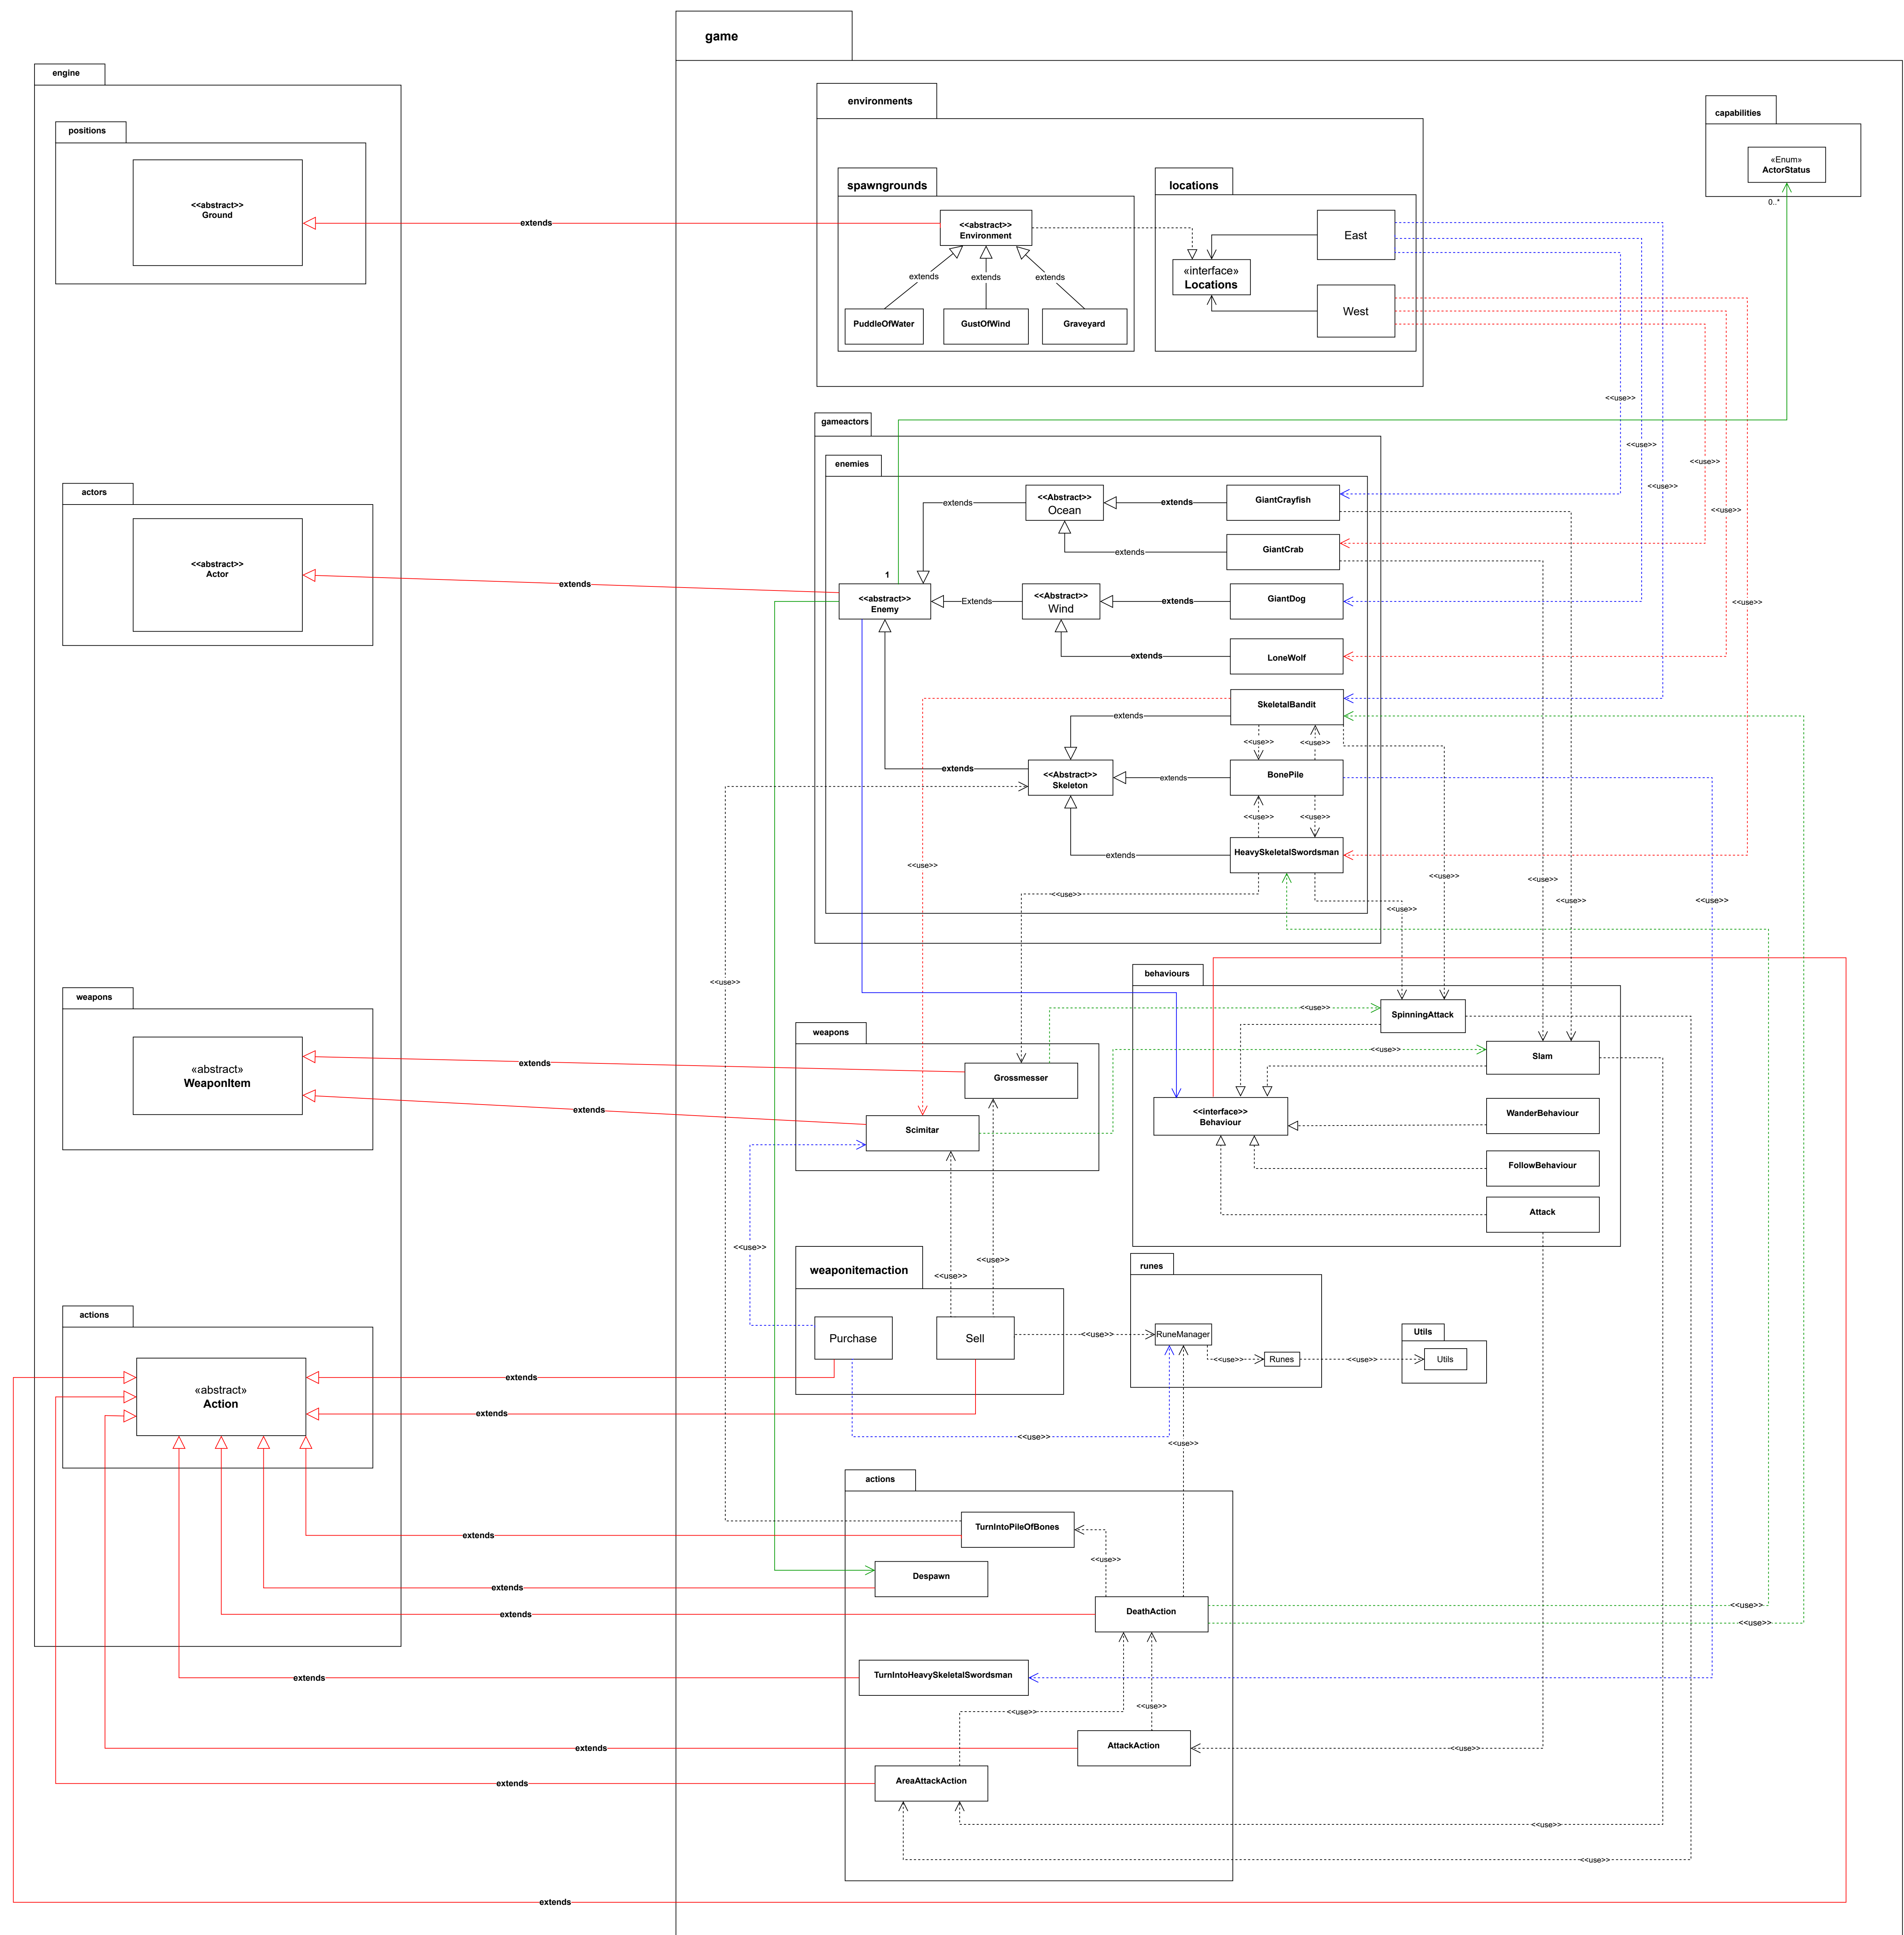 game
engine
environments
capabilities
positions
«Enum»
ActorStatus
0..*
<<abstract>>
Ground
extends
spawngrounds
<<abstract>>
Environment
extends
extends
extends
PuddleOfWater
GustOfWind
Graveyard
locations
East
«interface»
Locations
West
<<use>>
<<use>>
<<use>>
<<use>>
<<use>>
<<use>>
gameactors
enemies
actors
<<abstract>>
Actor
extends
1
<<abstract>>
Enemy
extends
<<Abstract>>
Ocean
extends
GiantCrayfish
extends
GiantCrab
Extends
<<Abstract>>
Wind
extends
GiantDog
extends
LoneWolf
SkeletalBandit
extends
<<use>>
<<use>>
extends
<<Abstract>>
Skeleton
extends
BonePile
<<use>>
<<use>>
extends
HeavySkeletalSwordsman
<<use>>
<<use>>
<<use>>
<<use>>
<<use>>
<<use>>
<<use>>
<<use>>
behaviours
weapons
«abstract»
WeaponItem
extends
extends
weapons
Grossmesser
Scimitar
<<use>>
<<use>>
SpinningAttack
Slam
<<interface>>
Behaviour
WanderBehaviour
FollowBehaviour
Attack
<<use>>
<<use>>
<<use>>
weaponitemaction
Purchase
Sell
<<use>>
<<use>>
runes
RuneManager
<<use>>
Runes
<<use>>
Utils
Utils
actions
«abstract»
Action
extends
extends
<<use>>
actions
TurnIntoPileOfBones
extends
<<use>>
Despawn
extends
DeathAction
extends
<<use>>
<<use>>
TurnIntoHeavySkeletalSwordsman
extends
<<use>>
<<use>>
AttackAction
extends
<<use>>
AreaAttackAction
extends
<<use>>
<<use>>
extends